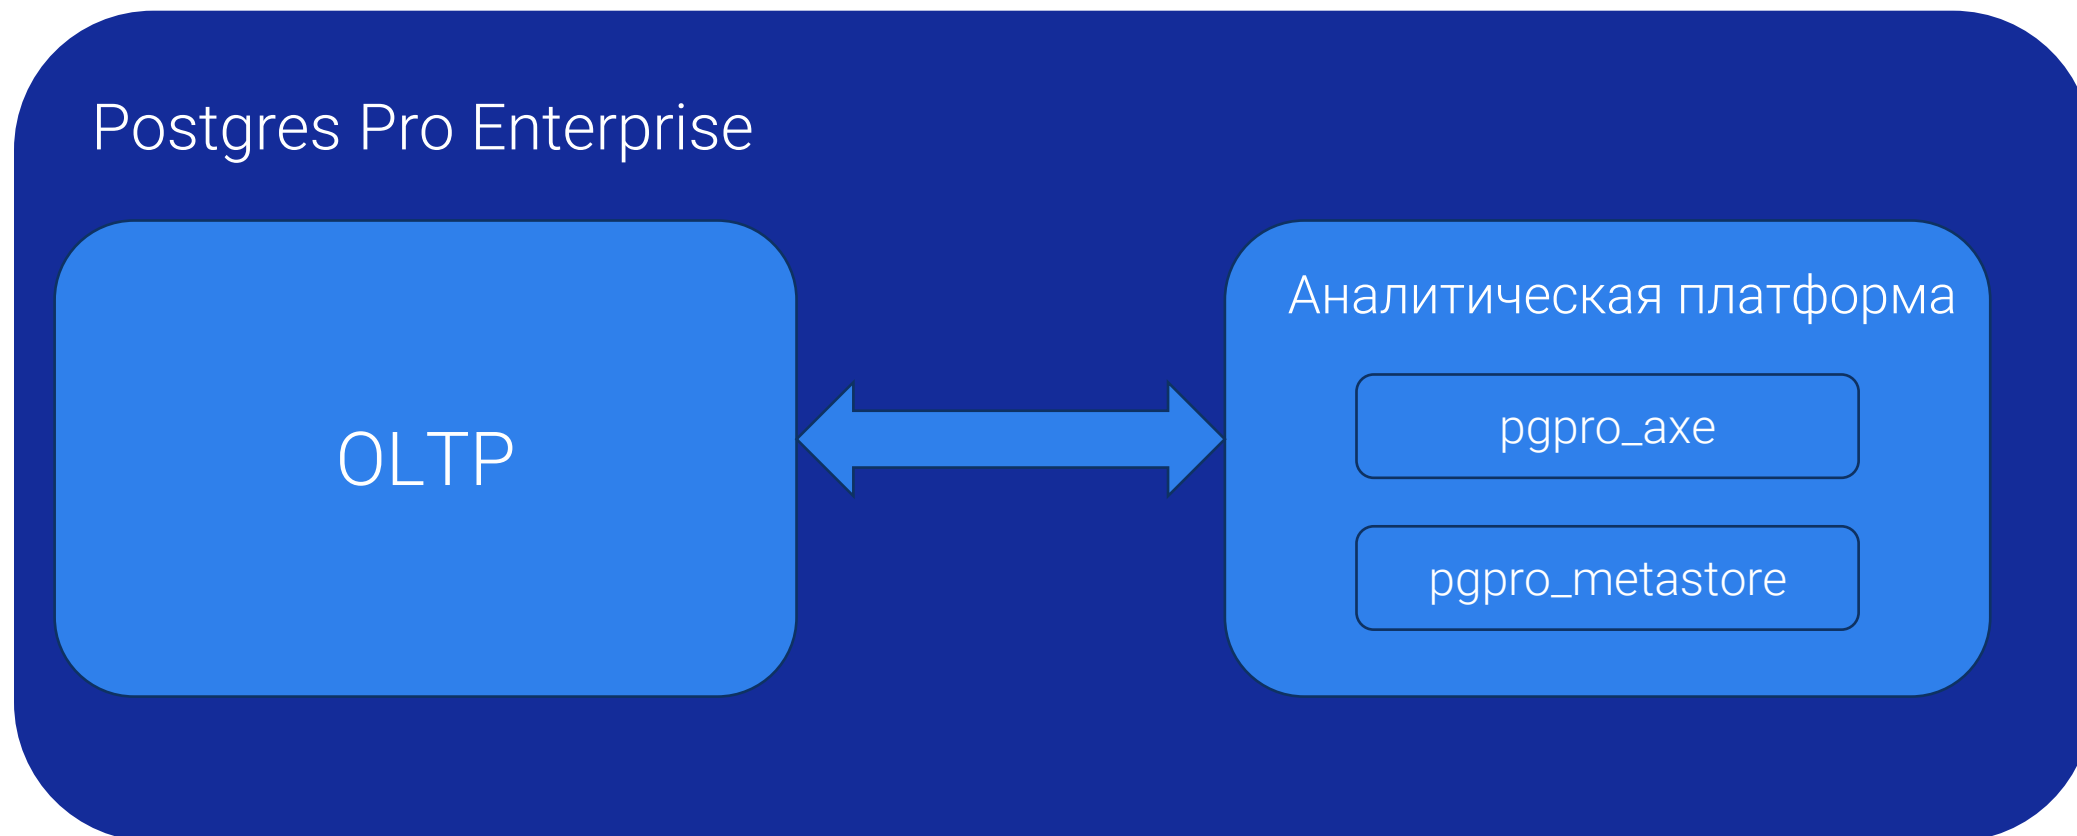 Postgres Pro Enterprise
OLTP
Аналитическая платформа
pgpro_axe
pgpro_metastore